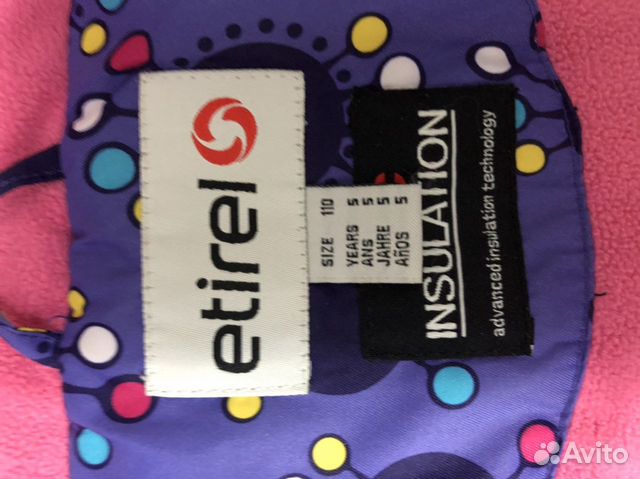 etirel
SIZE 110
YEARS 5
ANS 5
JAHRE 5
AÑOS 5
INSULATION
advanced insulation technology
Avito